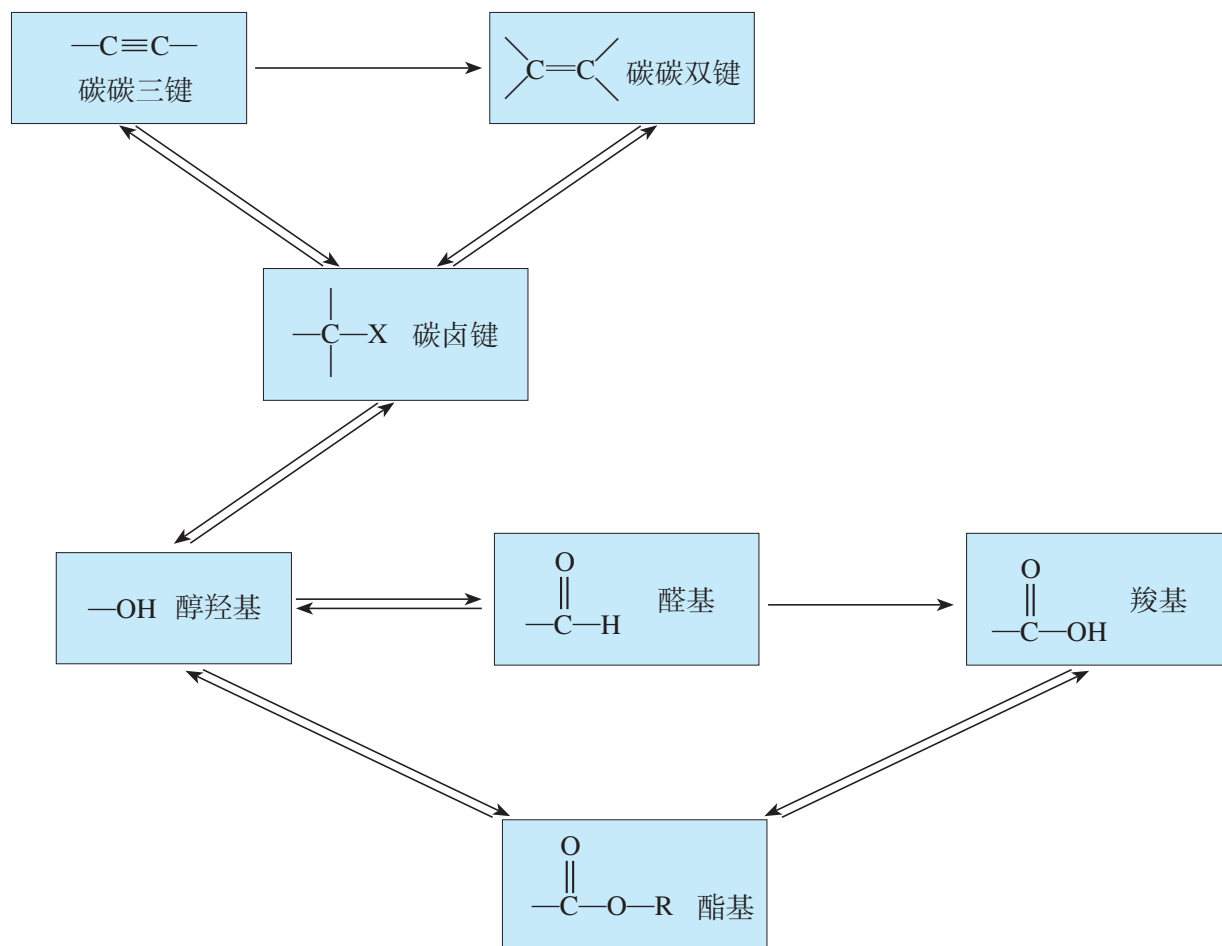 —C≡C—
碳碳三键
C=C 碳碳双键
—C—X 碳卤键
—OH 醇羟基
O
—C—H 醛基
O
—C—OH 羧基
O
—C—O—R 酯基